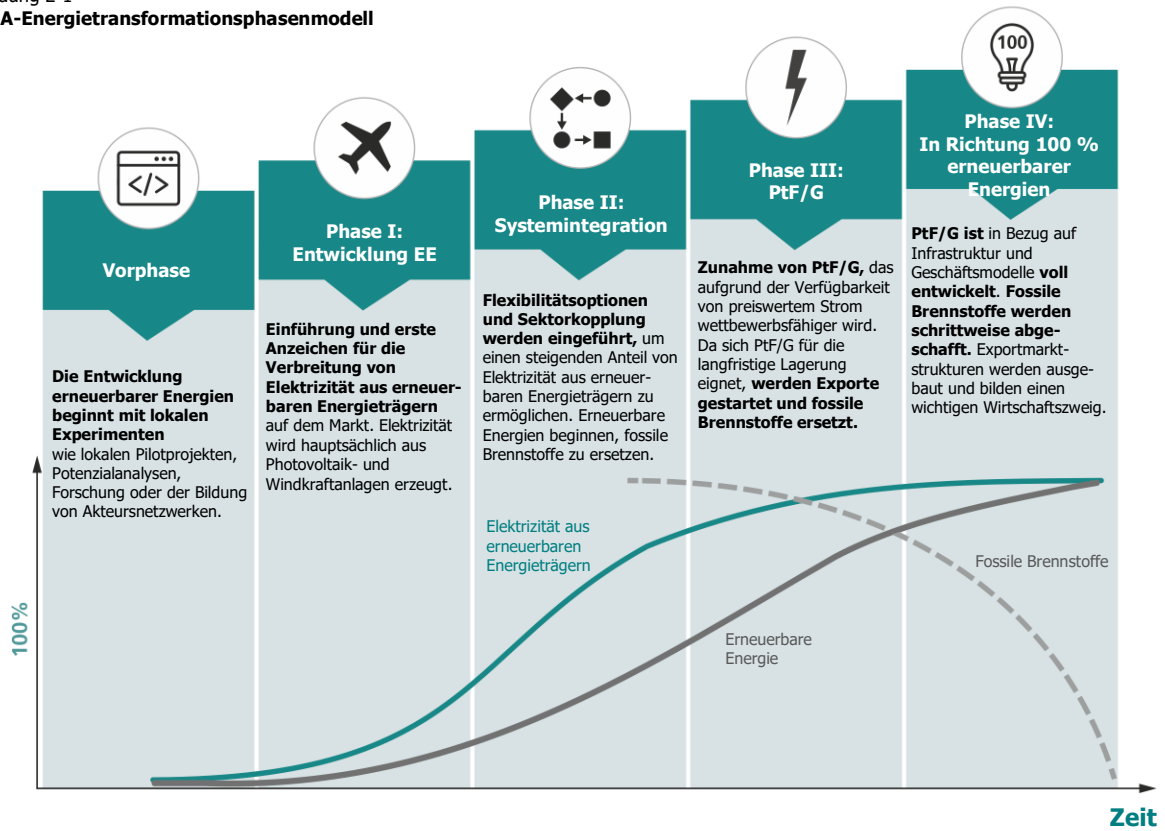 A-Energietransformationsphasenmodell
100
</>
Vorphase
Phase I:
Entwicklung EE
Phase II:
Systemintegration
Phase III:
PtF/G
Phase IV:
In Richtung 100 %
erneuerbarer
Energien
Die Entwicklung
erneuerbarer Energien
beginnt mit lokalen
Experimenten
wie lokalen Pilotprojekten,
Potenzialanalysen,
Forschung oder der Bildung
von Akteursnetzwerken.
Einführung und erste
Anzeichen für die
Verbreitung von
Elektrizität aus erneuer-
baren Energieträgern
auf dem Markt. Elektrizität
wird hauptsächlich aus
Photovoltaik- und
Windkraftanlagen erzeugt.
Flexibilitätsoptionen
und Sektorkopplung
werden eingeführt, um
einen steigenden Anteil von
Elektrizität aus erneuer-
baren Energieträgern zu
ermöglichen. Erneuerbare
Energien beginnen, fossile
Brennstoffe zu ersetzen.
Zunahme von PtF/G, das
aufgrund der Verfügbarkeit
von preiswertem Strom
wettbewerbsfähiger wird.
Da sich PtF/G für die
langfristige Lagerung
eignet, werden Exporte
gestartet und fossile
Brennstoffe ersetzt.
PtF/G ist in Bezug auf
Infrastruktur und
Geschäftsmodelle voll
entwickelt. Fossile
Brennstoffe werden
schrittweise abge-
schafft. Exportmarkt-
strukturen werden ausge-
baut und bilden einen
wichtigen Wirtschaftszweig.
Elektrizität aus
erneuerbaren
Energieträgern
Fossile Brennstoffe
Erneuerbare
Energie
100%
Zeit